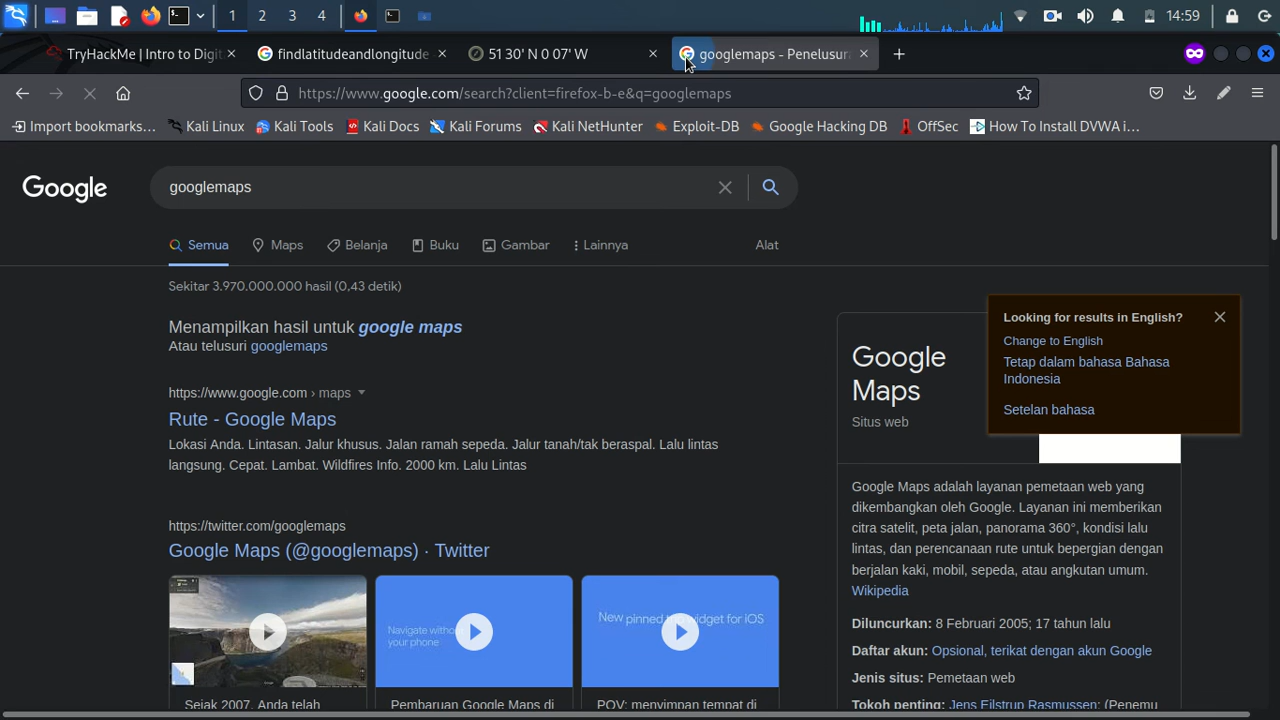 1 2 3 4 14:59
TryHackMe | Intro to Digit
findlatitudeandlongitude
51 30' N 0 07' W
googlemaps - Penelusura
https://www.google.com/search?client=firefox-b-e&q=googlemaps
Import bookmarks…
Kali Linux
Kali Tools
Kali Docs
Kali Forums
Kali NetHunter
Exploit-DB
Google Hacking DB
OffSec
How To Install DVWA i…
Google
googlemaps
Semua
Maps
Belanja
Buku
Gambar
Lainnya
Alat
Sekitar 3.970.000.000 hasil (0,43 detik)
Menampilkan hasil untuk google maps
Atau telusuri googlemaps
https://www.google.com › maps
Rute - Google Maps
Lokasi Anda. Lintasan. Jalur khusus. Jalan ramah sepeda. Jalur tanah/tak beraspal. Lalu lintas
langsung. Cepat. Lambat. Wildfires Info. 2000 km. Lalu Lintas
https://twitter.com/googlemaps
Google Maps (@googlemaps) · Twitter
Navigate witho
your phone
New pinned widget for iOS
Sejak 2007, Anda telah
Pembaruan Google Maps di
POV: menyimpan tempat di
Looking for results in English?
Change to English
Tetap dalam bahasa Bahasa
Indonesia
Setelan bahasa
Google
Maps
Situs web
Google Maps adalah layanan pemetaan web yang
dikembangkan oleh Google. Layanan ini memberikan
citra satelit, peta jalan, panorama 360°, kondisi lalu
lintas, dan perencanaan rute untuk bepergian dengan
berjalan kaki, mobil, sepeda, atau angkutan umum.
Wikipedia
Diluncurkan: 8 Februari 2005; 17 tahun lalu
Daftar akun: Opsional, terikat dengan akun Google
Jenis situs: Pemetaan web
Tokoh penting: Jens Eilstrup Rasmussen; (Penemu